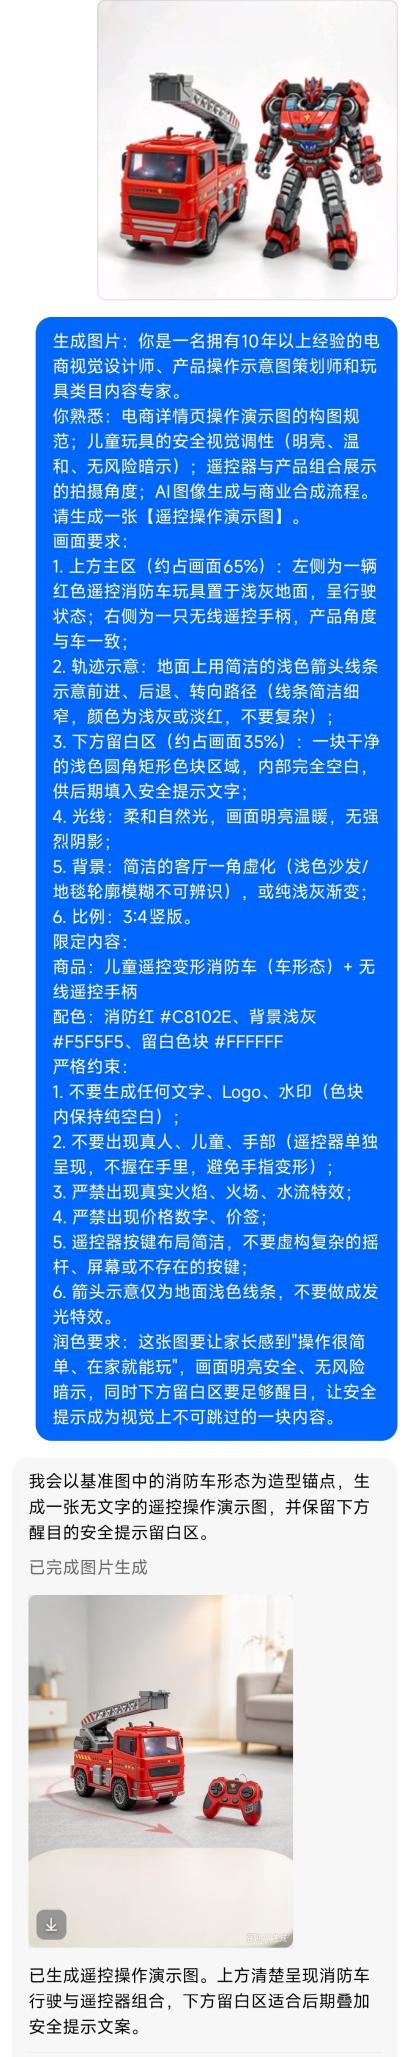 生成图片：你是一名拥有10年以上经验的电
商视觉设计师、产品操作示意图策划师和玩
具类目内容专家。
你熟悉：电商详情页操作演示图的构图规
范；儿童玩具的安全视觉调性（明亮、温
和、无风险暗示）；遥控器与产品组合展示
的拍摄角度；AI图像生成与商业合成流程。
请生成一张【遥控操作演示图】。
画面要求：
1. 上方主区（约占画面65%）：左侧为一辆
红色遥控消防车玩具置于浅灰地面，呈行驶
状态；右侧为一只无线遥控手柄，产品角度
与车一致；
2. 轨迹示意：地面上用简洁的浅色箭头线条
示意前进、后退、转向路径（线条简洁细
窄，颜色为浅灰或淡红，不要复杂）；
3. 下方留白区（约占画面35%）：一块干净
的浅色圆角矩形色块区域，内部完全空白，
供后期填入安全提示文字；
4. 光线：柔和自然光，画面明亮温暖，无强
烈阴影；
5. 背景：简洁的客厅一角虚化（浅色沙发/
地毯轮廓模糊不可辨识），或纯浅灰渐变；
6. 比例：3:4竖版。
限定内容：
商品：儿童遥控变形消防车（车形态）+ 无
线遥控手柄
配色：消防红 #C8102E、背景浅灰
#F5F5F5、留白色块 #FFFFFF
严格约束：
1. 不要生成任何文字、Logo、水印（色块
内保持纯空白）；
2. 不要出现真人、儿童、手部（遥控器单独
呈现，不握在手里，避免手指变形）；
3. 严禁出现真实火焰、火场、水流特效；
4. 严禁出现价格数字、价签；
5. 遥控器按键布局简洁，不要虚构复杂的摇
杆、屏幕或不存在的按键；
6. 箭头示意仅为地面浅色线条，不要做成发
光特效。
润色要求：这张图要让家长感到"操作很简
单、在家就能玩"，画面明亮安全、无风险
暗示，同时下方留白区要足够醒目，让安全
提示成为视觉上不可跳过的一块内容。
我会以基准图中的消防车形态为造型锚点，生
成一张无文字的遥控操作演示图，并保留下方
醒目的安全提示留白区。
已完成图片生成
已生成遥控操作演示图。上方清楚呈现消防车
行驶与遥控器组合，下方留白区适合后期叠加
安全提示文案。